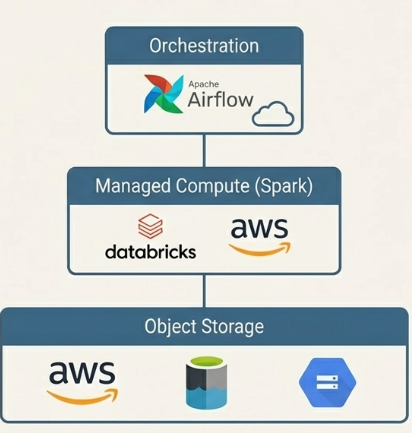 Orchestration
Apache
Airflow
Managed Compute (Spark)
databricks
aws
Object Storage
aws